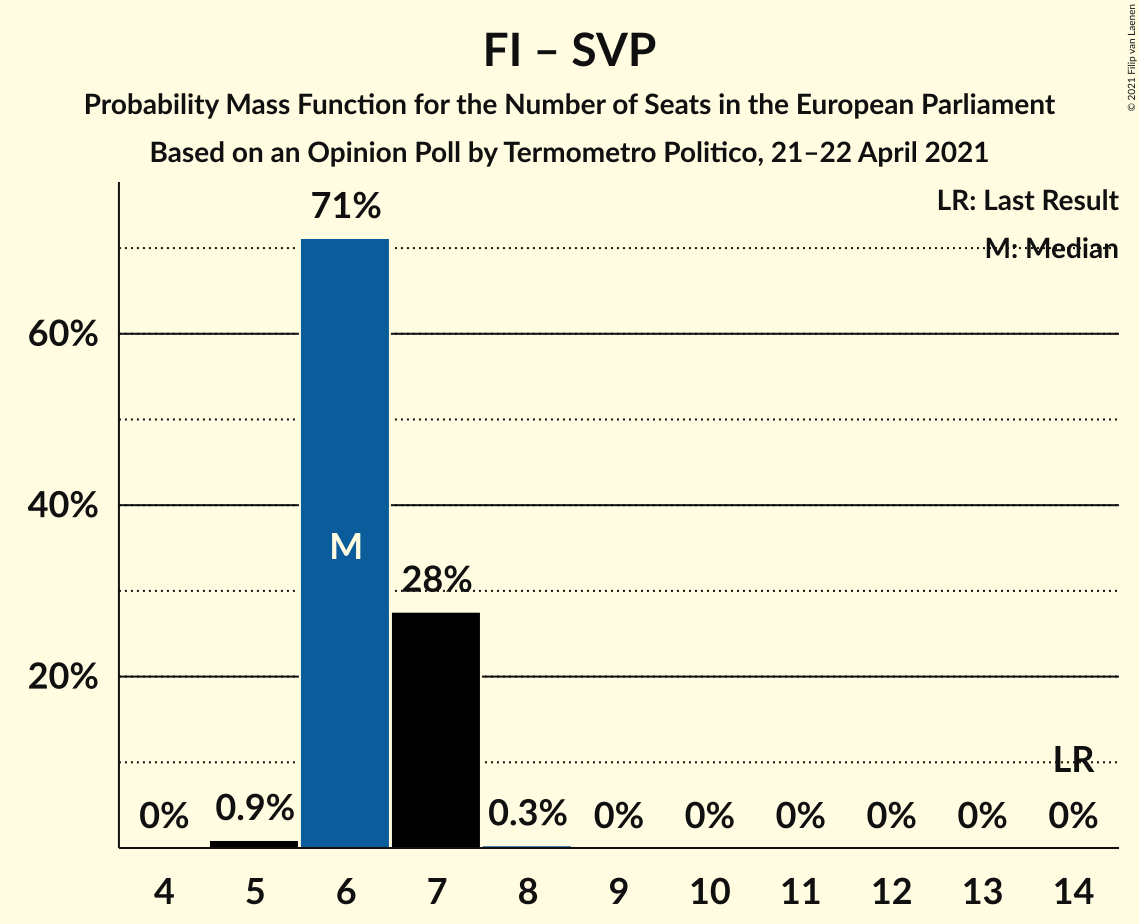 FI – SVP
Probability Mass Function for the Number of Seats in the European Parliament
Based on an Opinion Poll by Termometro Politico, 21–22 April 2021
© 2021 Filip van Laenen
LR: Last Result
M: Median
71%
60%
40%
M
28%
20%
LR
0% 0.9% 0.3% 0% 0% 0% 0% 0% 0%
4 5 6 7 8 9 10 11 12 13 14